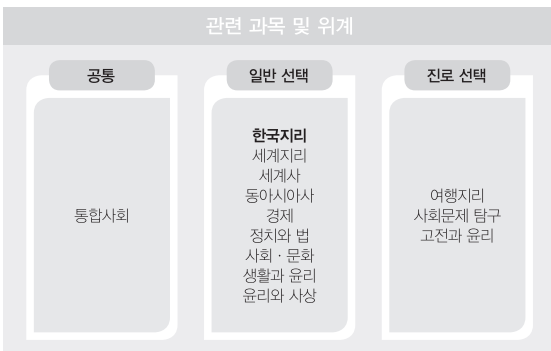 관련 과목 및 위계
공통
통합사회
일반 선택
한국지리
세계지리
세계사
동아시아사
경제
정치와 법
사회 · 문화
생활과 윤리
윤리와 사상
진로 선택
여행지리
사회문제 탐구
고전과 윤리